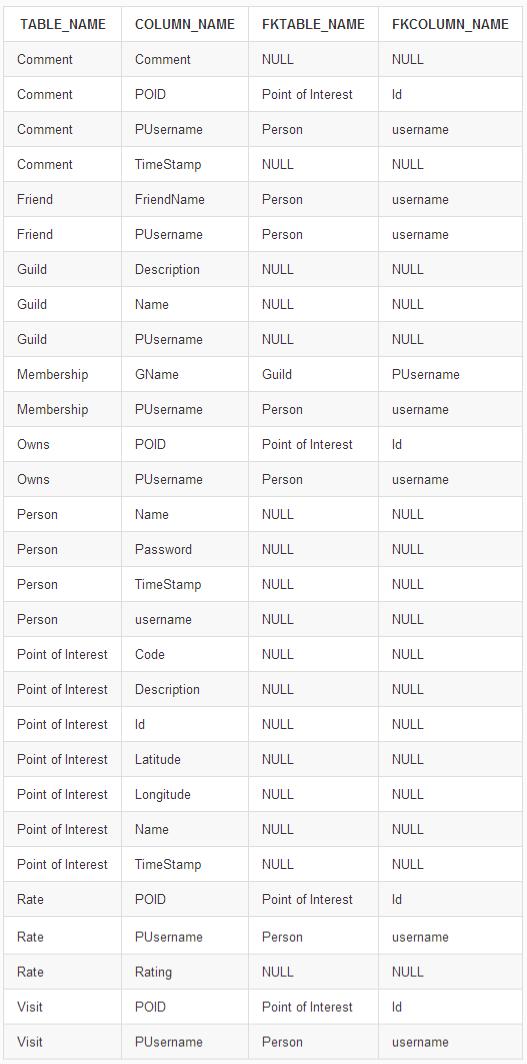 TABLE_NAME COLUMN_NAME FKTABLE_NAME FKCOLUMN_NAME
Comment Comment NULL NULL
Comment POID Point of Interest Id
Comment PUsername Person username
Comment TimeStamp NULL NULL
Friend FriendName Person username
Friend PUsername Person username
Guild Description NULL NULL
Guild Name NULL NULL
Guild PUsername NULL NULL
Membership GName Guild PUsername
Membership PUsername Person username
Owns POID Point of Interest Id
Owns PUsername Person username
Person Name NULL NULL
Person Password NULL NULL
Person TimeStamp NULL NULL
Person username NULL NULL
Point of Interest Code NULL NULL
Point of Interest Description NULL NULL
Point of Interest Id NULL NULL
Point of Interest Latitude NULL NULL
Point of Interest Longitude NULL NULL
Point of Interest Name NULL NULL
Point of Interest TimeStamp NULL NULL
Rate POID Point of Interest Id
Rate PUsername Person username
Rate Rating NULL NULL
Visit POID Point of Interest Id
Visit PUsername Person username